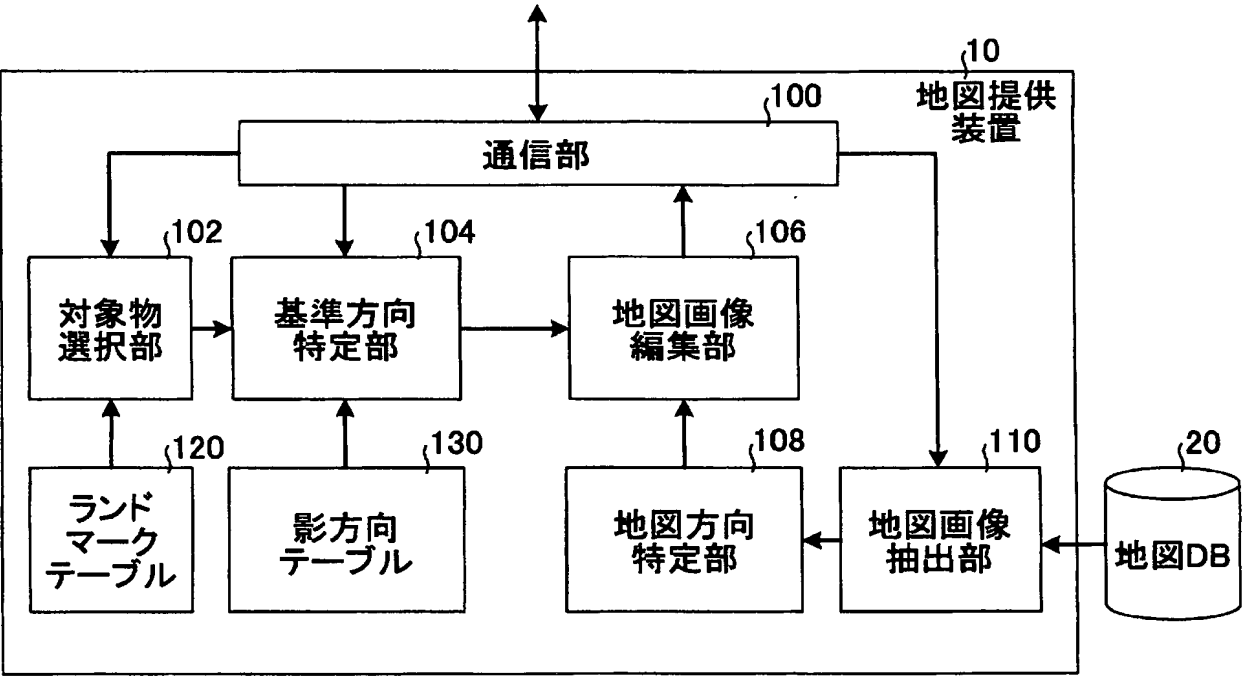 10
地図提供
装置
100
通信部
102
対象物
選択部
104
基準方向
特定部
106
地図画像
編集部
120
ランド
マーク
テーブル
130
影方向
テーブル
108
地図方向
特定部
110
地図画像
抽出部
20
地図DB